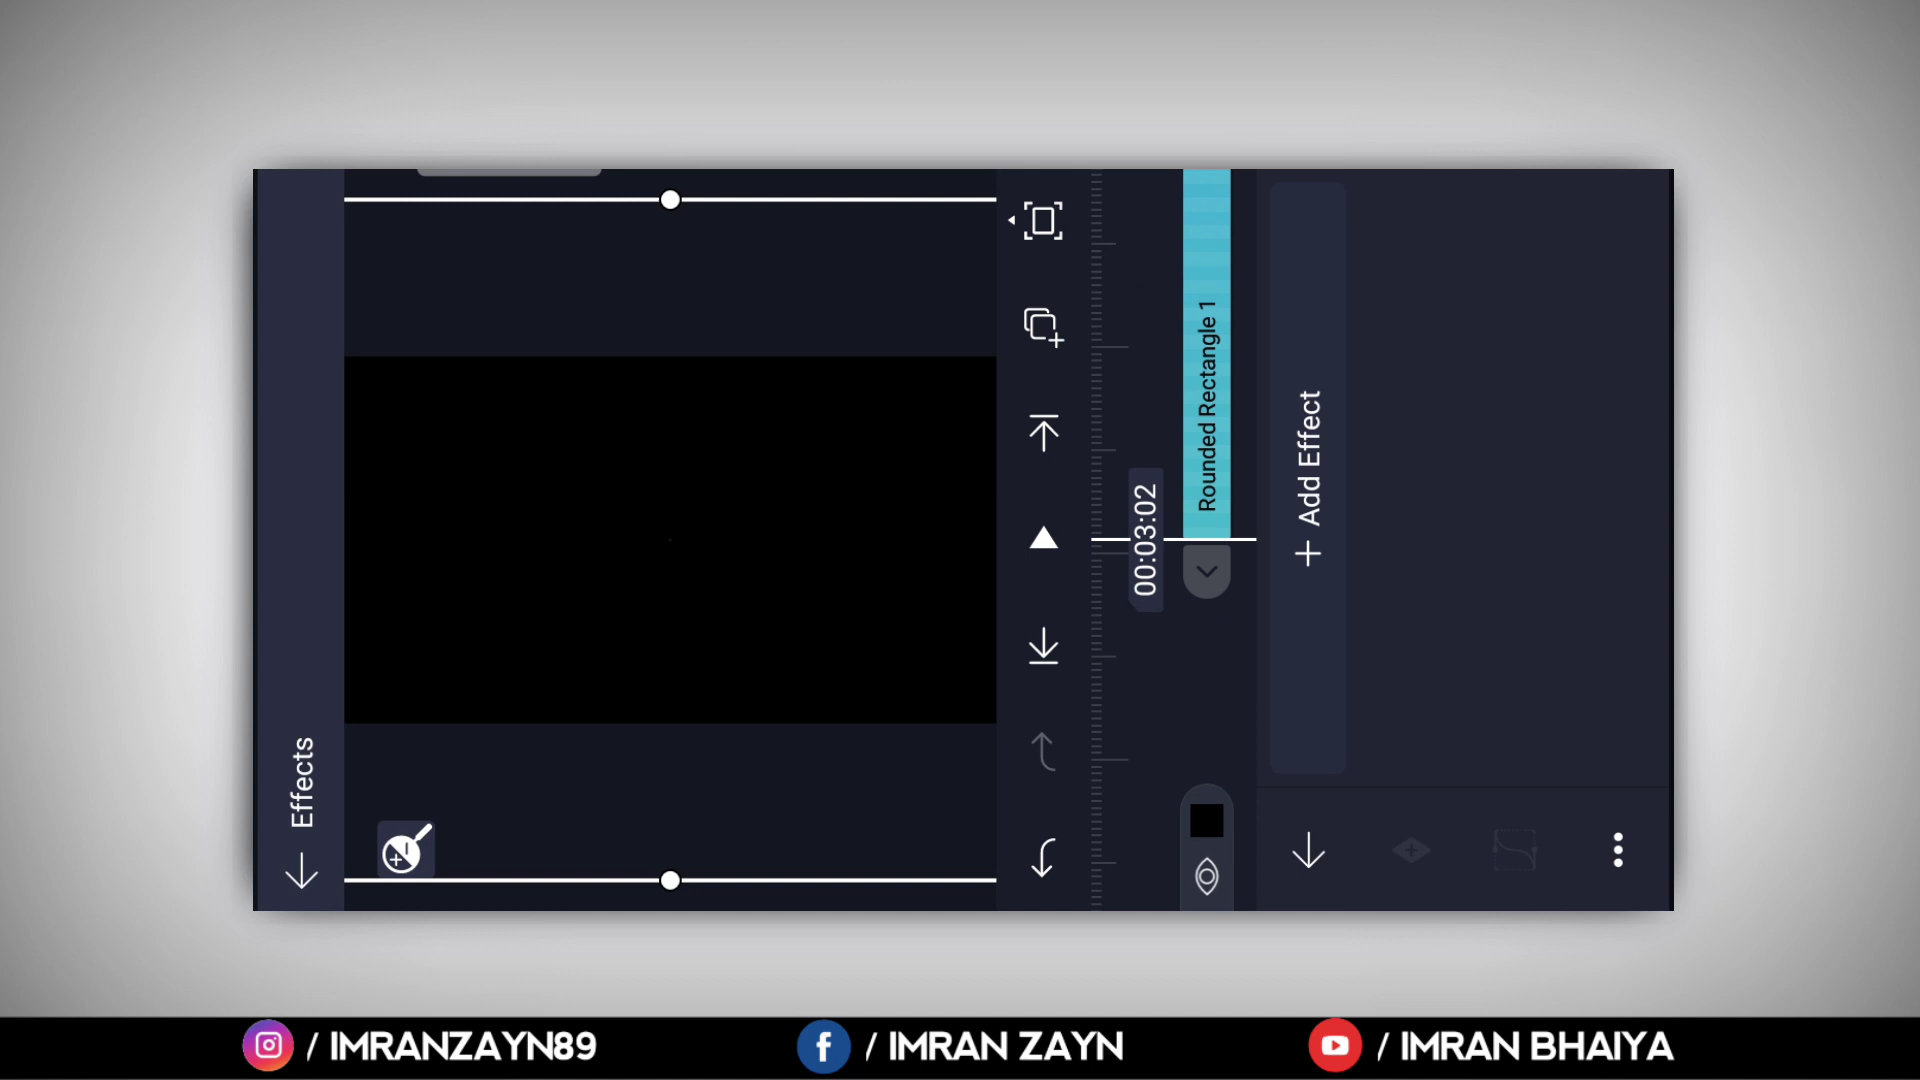 Effects
00:03:02
Rounded Rectangle 1
+ Add Effect
/ IMRANZAYN89
/ IMRAN ZAYN
/ IMRAN BHAIYA